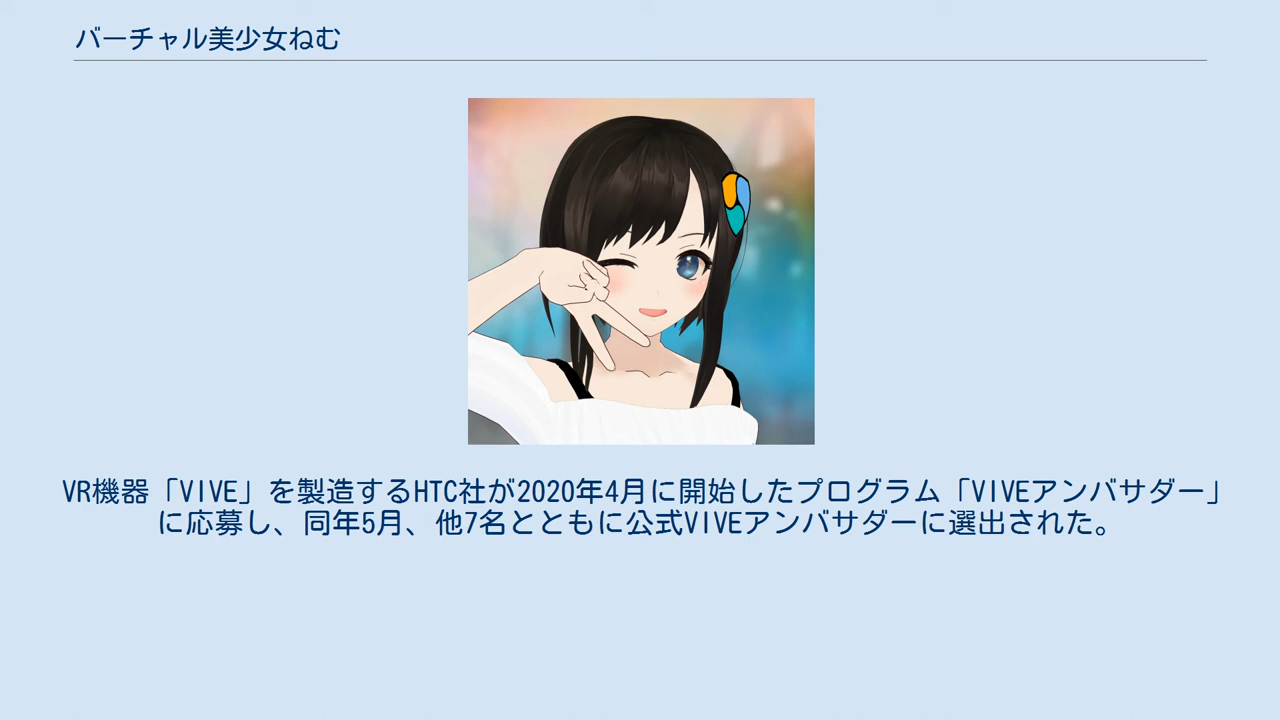 バーチャル美少女ねむ
VR機器「VIVE」を製造するHTC社が2020年4月に開始したプログラム「VIVEアンバサダー」
に応募し、同年5月、他7名とともに公式VIVEアンバサダーに選出された。